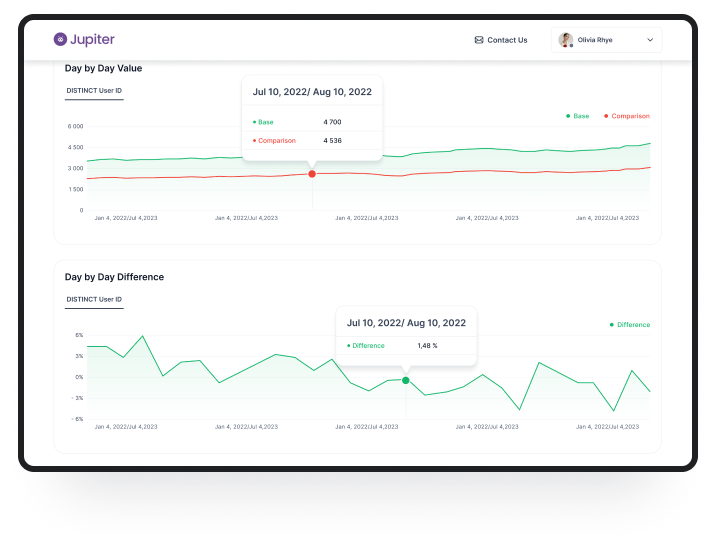 Jupiter
Contact Us
Olivia Rhye
Day by Day Value
DISTINCT User ID
Jul 10, 2022/ Aug 10, 2022
Base 4 700
Comparison 4 536
Base Comparison
6 000
4 500
3 000
1 500
0
Jan 4, 2022/Jul 4,2023 Jan 4, 2022/Jul 4,2023 Jan 4, 2022/Jul 4,2023 Jan 4, 2022/Jul 4,2023 Jan 4, 2022/Jul 4,2023
Day by Day Difference
DISTINCT User ID
Jul 10, 2022/ Aug 10, 2022
Difference 1,48 %
Difference
6%
3%
0%
- 3%
- 6%
Jan 4, 2022/Jul 4,2023 Jan 4, 2022/Jul 4,2023 Jan 4, 2022/Jul 4,2023 Jan 4, 2022/Jul 4,2023 Jan 4, 2022/Jul 4,2023